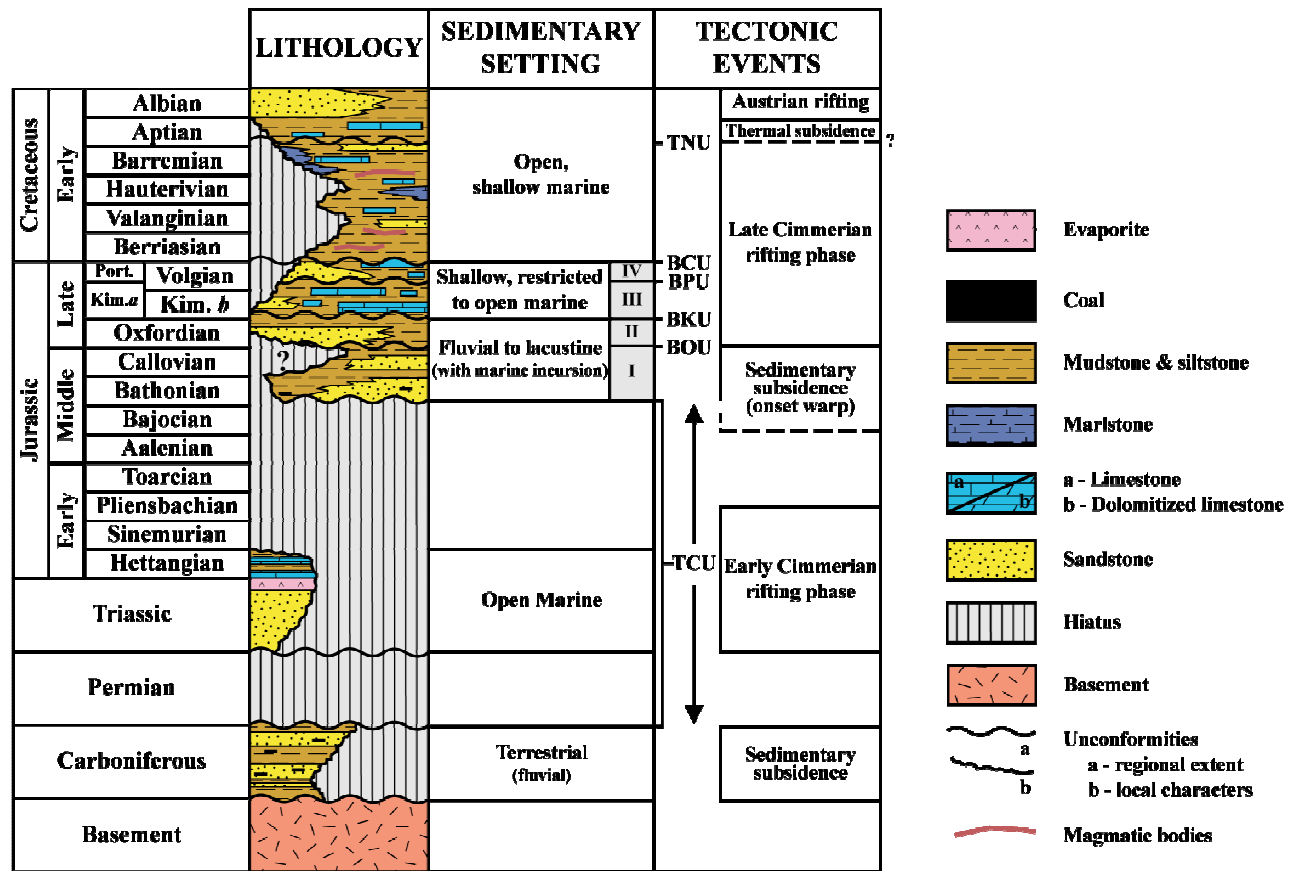 LITHOLOGY
SEDIMENTARY
SETTING
TECTONIC
EVENTS
Cretaceous
Early
Albian
Aptian
Barremian
Hauterivian
Valanginian
Berriasian
Jurassic
Late
Port.
Volgian
Kim.a
Kim. b
Oxfordian
Middle
Callovian
Bathonian
Bajocian
Aalenian
Early
Toarcian
Pliensbachian
Sinemurian
Hettangian
Triassic
Permian
Carboniferous
Basement
?
Open,
shallow marine
Shallow, restricted
to open marine
IV
III
Fluvial to lacustine
(with marine incursion)
II
I
Open Marine
Terrestrial
(fluvial)
TNU
BCU
BPU
BKU
BOU
TCU
Austrian rifting
Thermal subsidence
?
Late Cimmerian
rifting phase
Sedimentary
subsidence
(onset warp)
Early Cimmerian
rifting phase
Sedimentary
subsidence
Evaporite
Coal
Mudstone & siltstone
Marlstone
a
b
a - Limestone
b - Dolomitized limestone
Sandstone
Hiatus
Basement
a
b
Unconformities
a - regional extent
b - local characters
Magmatic bodies